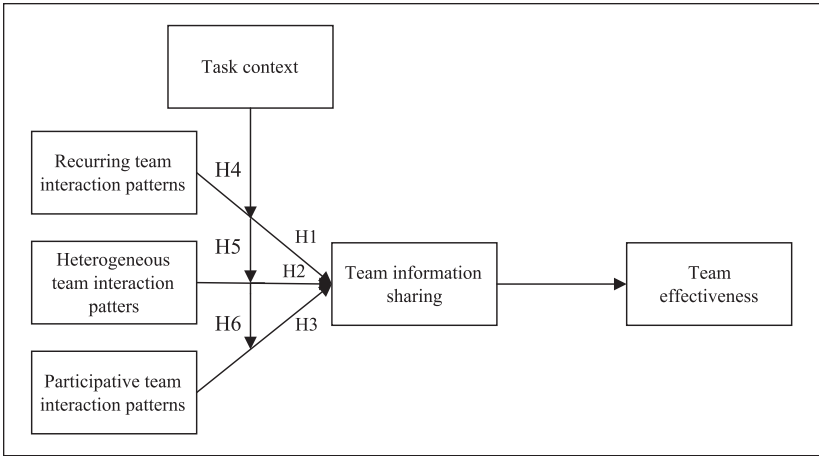 Task context
Recurring team
interaction patterns
H4
H1
Heterogeneous
team interaction
patters
H5
H2
Team information
sharing
Team
effectiveness
H6
H3
Participative team
interaction patterns